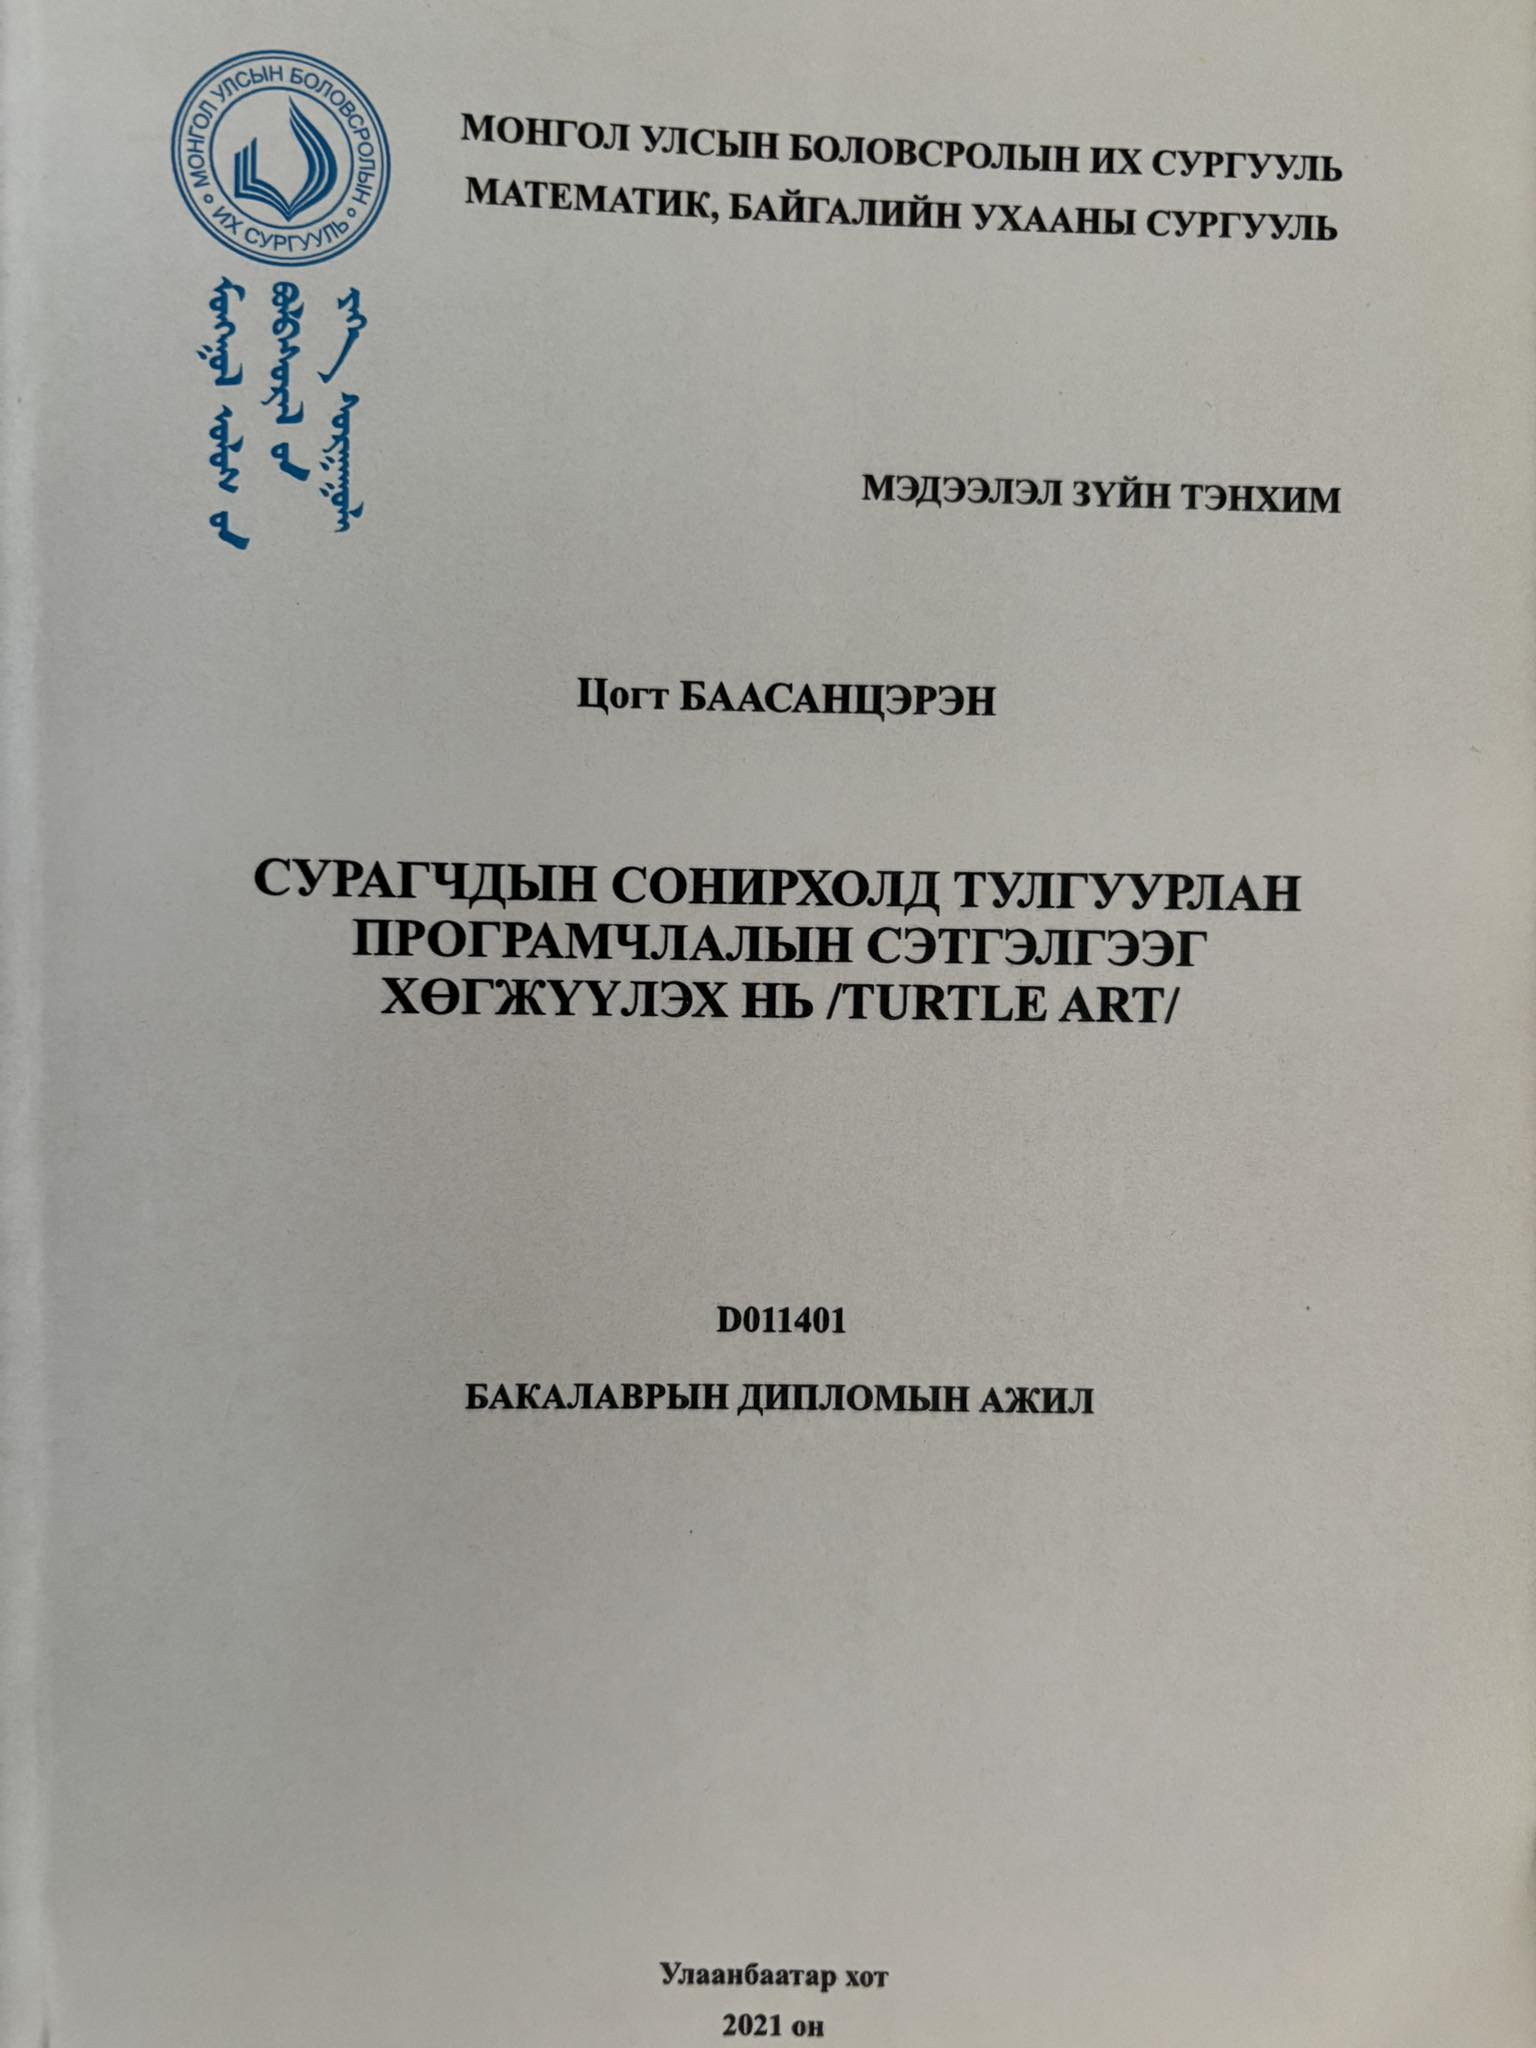 МОНГОЛ УЛСЫН БОЛОВСРОЛЫН
ИХ СУРГУУЛЬ
МОНГОЛ УЛСЫН БОЛОВСРОЛЫН ИХ СУРГУУЛЬ
МАТЕМАТИК, БАЙГАЛИЙН УХААНЫ СУРГУУЛЬ
МЭДЭЭЛЭЛ ЗҮЙН ТЭНХИМ
Цогт БААСАНЦЭРЭН
СУРАГЧДЫН СОНИРХОЛД ТУЛГУУРЛАН
ПРОГРАМЧЛАЛЫН СЭТГЭЛГЭЭГ
ХӨГЖҮҮЛЭХ НЬ /TURTLE ART/
D011401
БАКАЛАВРЫН ДИПЛОМЫН АЖИЛ
Улаанбаатар хот
2021 он